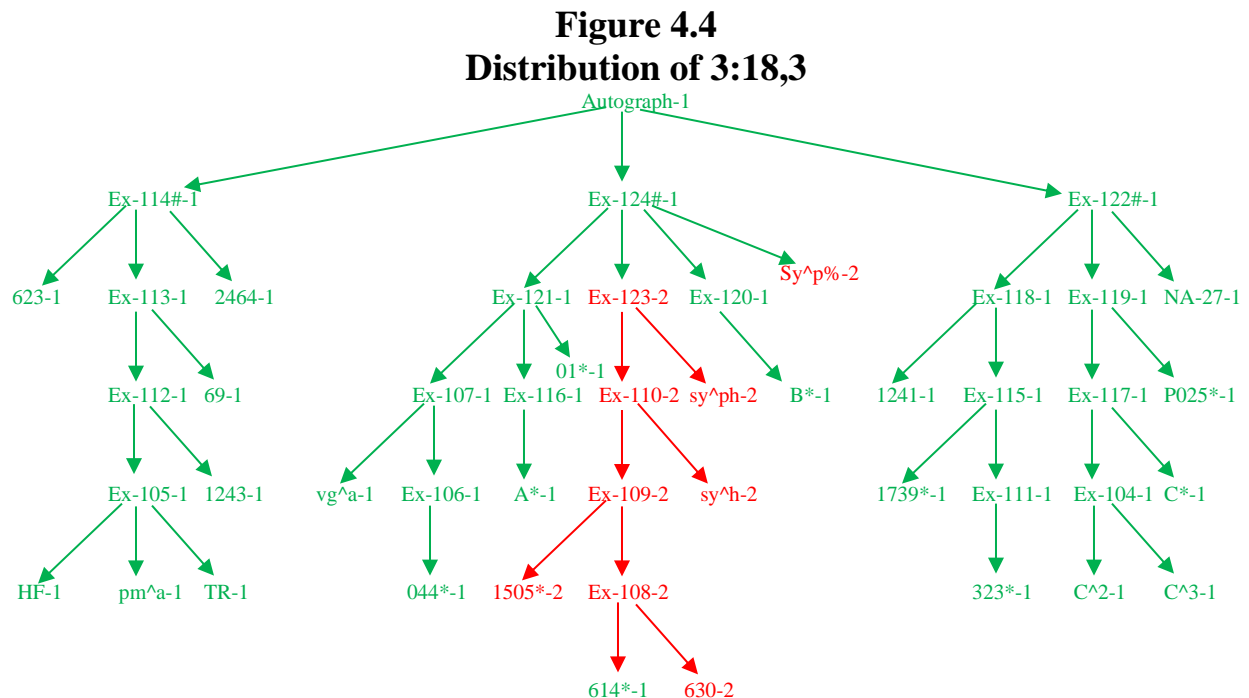 Figure 4.4
Distribution of 3:18,3
Autograph-1
Ex-114#-1 Ex-124#-1 Ex-122#-1
Sy^p%-2
623-1 Ex-113-1 2464-1 Ex-121-1 Ex-123-2 Ex-120-1 Ex-118-1 Ex-119-1 NA-27-1
01*-1
Ex-112-1 69-1 Ex-107-1 Ex-116-1 Ex-110-2 sy^ph-2 B*-1 1241-1 Ex-115-1 Ex-117-1 P025*-1
Ex-105-1 1243-1 vg^a-1 Ex-106-1 A*-1 Ex-109-2 sy^h-2 1739*-1 Ex-111-1 Ex-104-1 C*-1
HF-1 pm^a-1 TR-1 044*-1 1505*-2 Ex-108-2 323*-1 C^2-1 C^3-1
614*-1 630-2